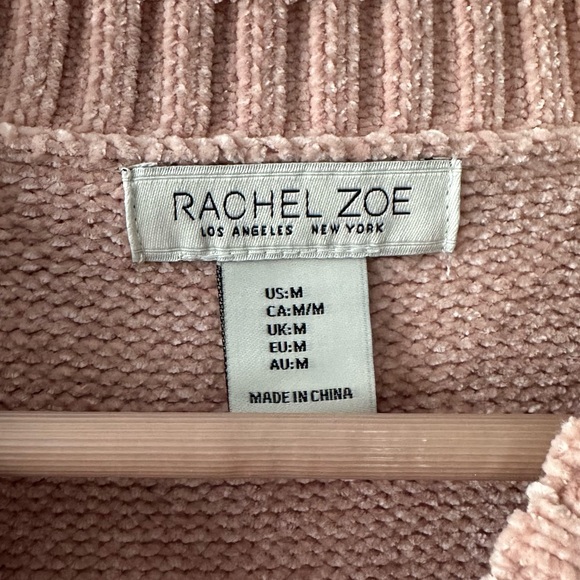 RACHEL ZOE
LOS ANGELES NEW YORK
US:M
CA:M/M
UK:M
EU:M
AU:M
MADE IN CHINA